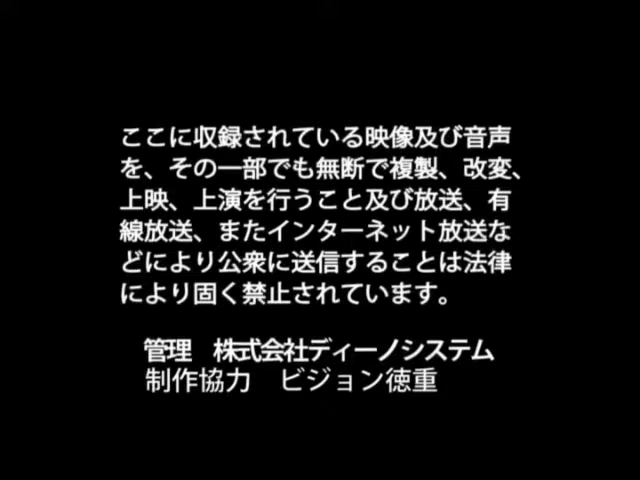 ここに収録されている映像及び音声
を、その一部でも無断で複製、改変、
上映、上演を行うこと及び放送、有
線放送、またインターネット放送な
どにより公衆に送信することは法律
により固く禁止されています。
管理　株式会社ディーノシステム
制作協力　ビジョン徳重